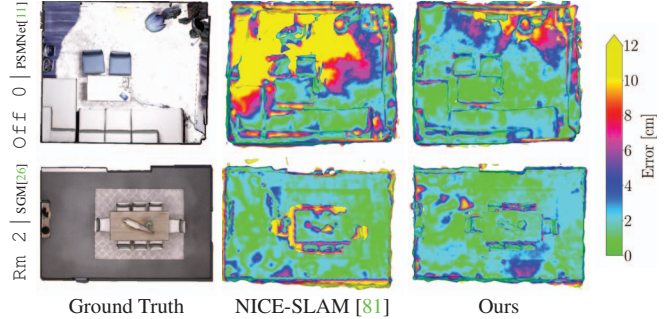 Off 0 | PSMNet[11]
12
10
8
6
4
2
0
Error [cm]
Rm 2 | SGM[26]
Ground Truth NICE-SLAM [81] Ours